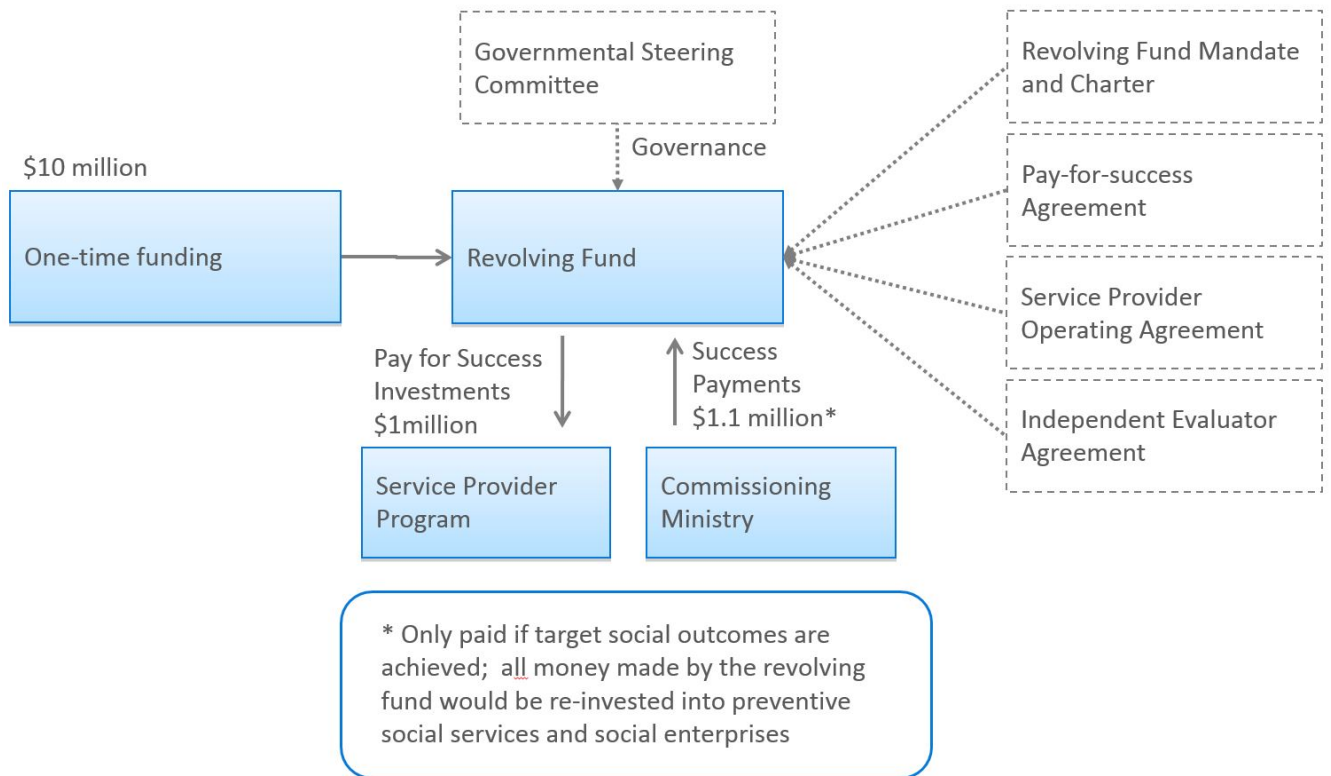 Governmental Steering
Committee
Revolving Fund Mandate
and Charter
Governance
$10 million
Pay-for-success
Agreement
One-time funding
Revolving Fund
Service Provider
Operating Agreement
Pay for Success
Investments
$1million
Success
Payments
$1.1 million*
Independent Evaluator
Agreement
Service Provider
Program
Commissioning
Ministry
* Only paid if target social outcomes are
achieved;  all money made by the revolving
fund would be re-invested into preventive
social services and social enterprises